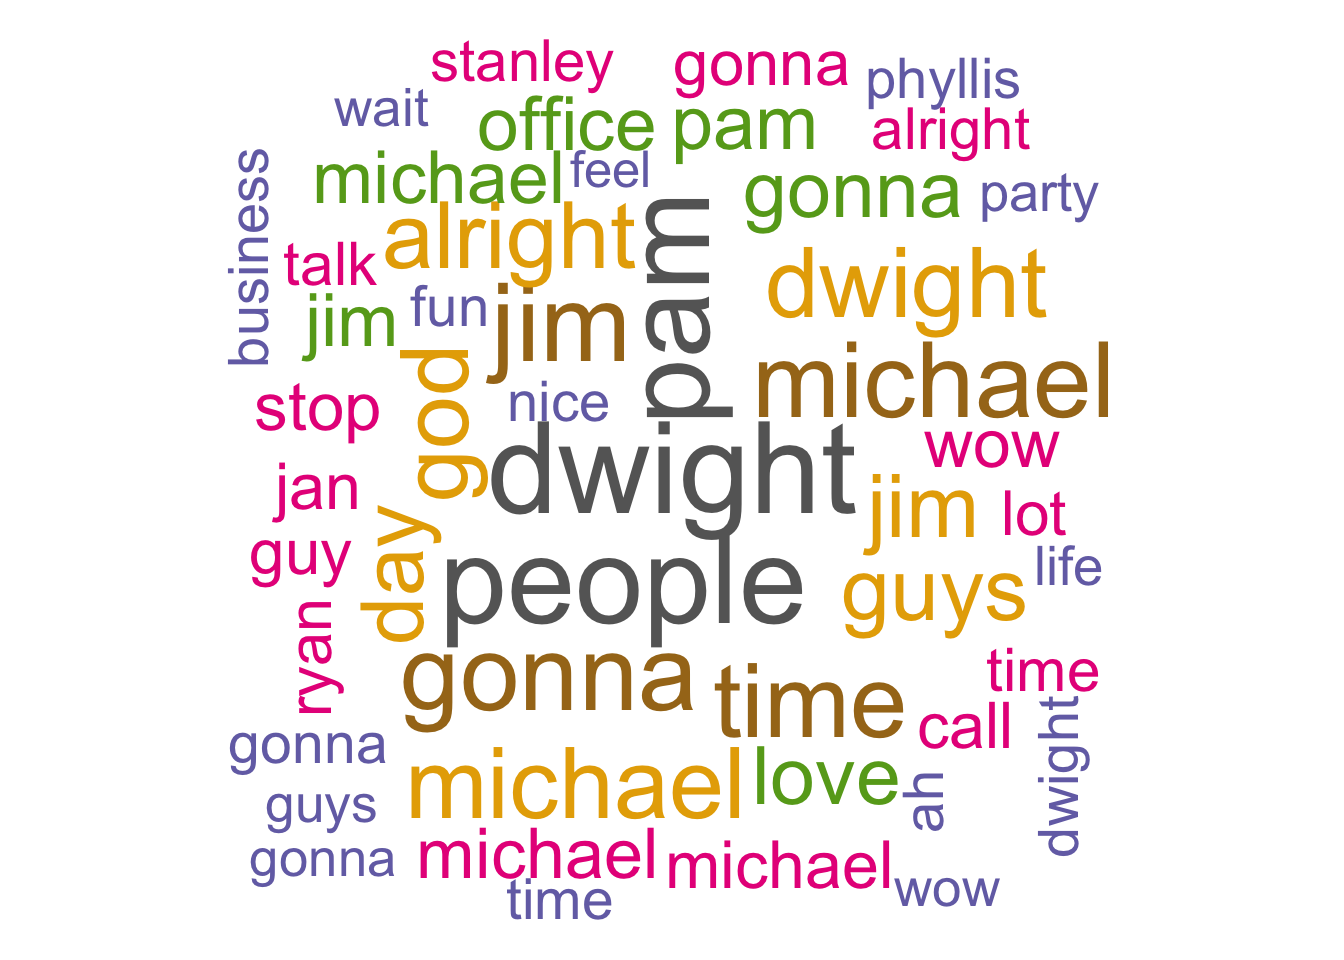 stanley
gonna
phyllis
wait
office
pam
alright
michael
feel
gonna
party
business
talk
alright
pam
dwight
jim
fun
jim
michael
god
stop
nice
wow
jan
dwight
jim
lot
guy
day
people
guys
life
ryan
gonna
time
time
call
dwight
gonna
michael
love
ah
guys
gonna
michael
michael
time
wow